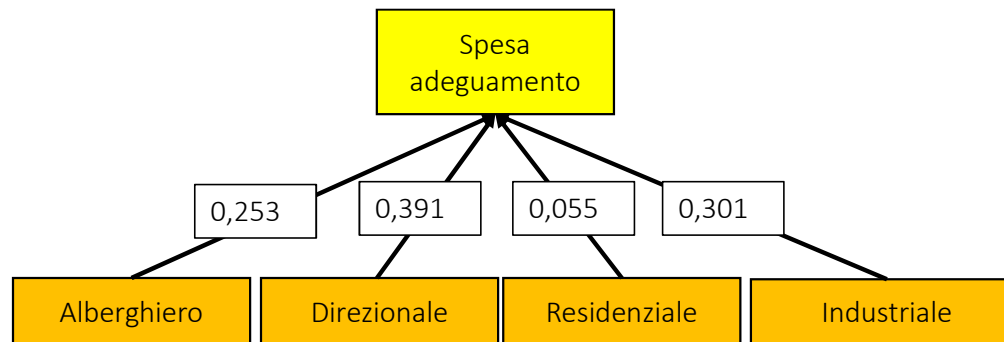 Spesa
adeguamento
0,253
0,391
0,055
0,301
Alberghiero
Direzionale
Residenziale
Industriale